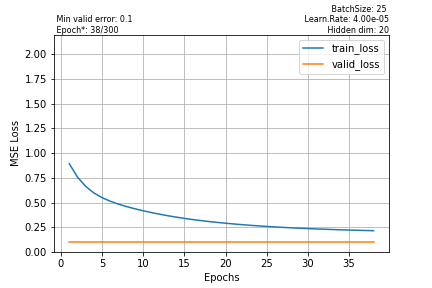 BatchSize: 25
Min valid error: 0.1
Learn.Rate: 4.00e-05
Epoch*: 38/300
Hidden dim: 20
train_loss
valid_loss
2.00
1.75
1.50
1.25
1.00
0.75
0.50
0.25
0.00
MSE Loss
0
5
10
15
20
25
30
35
Epochs